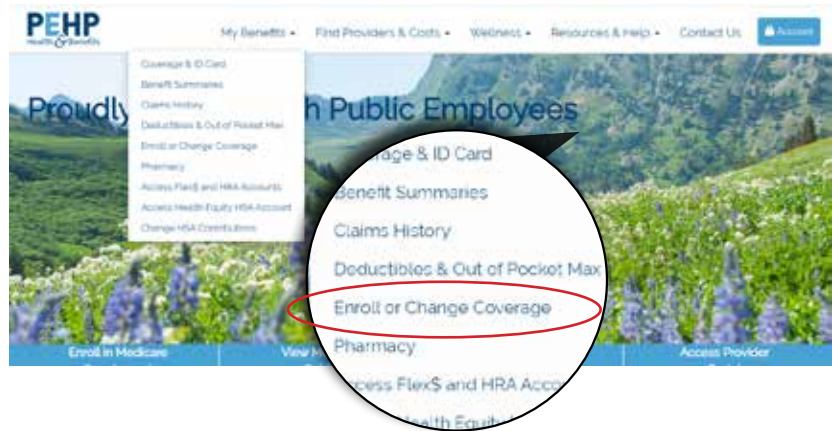 PEHP
Health & Benefits
My Benefits
Find Providers & Costs
Wellness
Resources & Help
Contact Us
Account
Coverage & ID Card
Benefit Summaries
Claims History
Deductibles & Out of Pocket Max
Enroll or Change Coverage
Pharmacy
Access Flex$ and HRA Accounts
Access Health Equity HSA Account
Change HSA Contributions
Proudly
h Public Employees
rage & ID Card
Benefit Summaries
Claims History
Deductibles & Out of Pocket Max
Enroll or Change Coverage
Pharmacy
ccess Flex$ and HRA Acco
ealth Equity
Enroll in Medicare
View
Access Provider